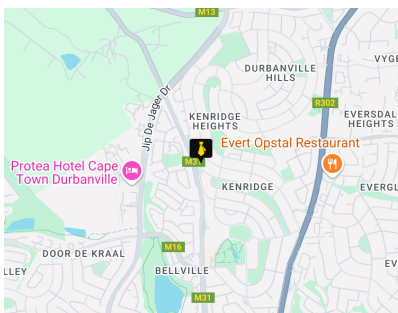 M13
DURBANVILLE
HILLS
VYGE
R302
Jip De Jager Dr
KENRIDGE
HEIGHTS
EVERSDAL
HEIGHTS
Evert Opstal Restaurant
M31
Protea Hotel Cape
Town Durbanville
KENRIDGE
EVERGL
M16
DOOR DE KRAAL
LLEY
BELLVILLE
EV
M31